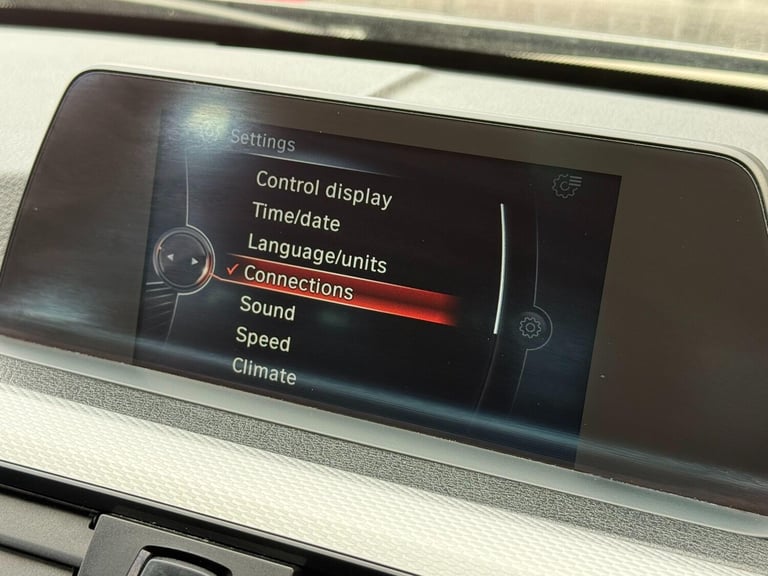 Settings
Control display
Time/date
Language/units
Connections
Sound
Speed
Climate